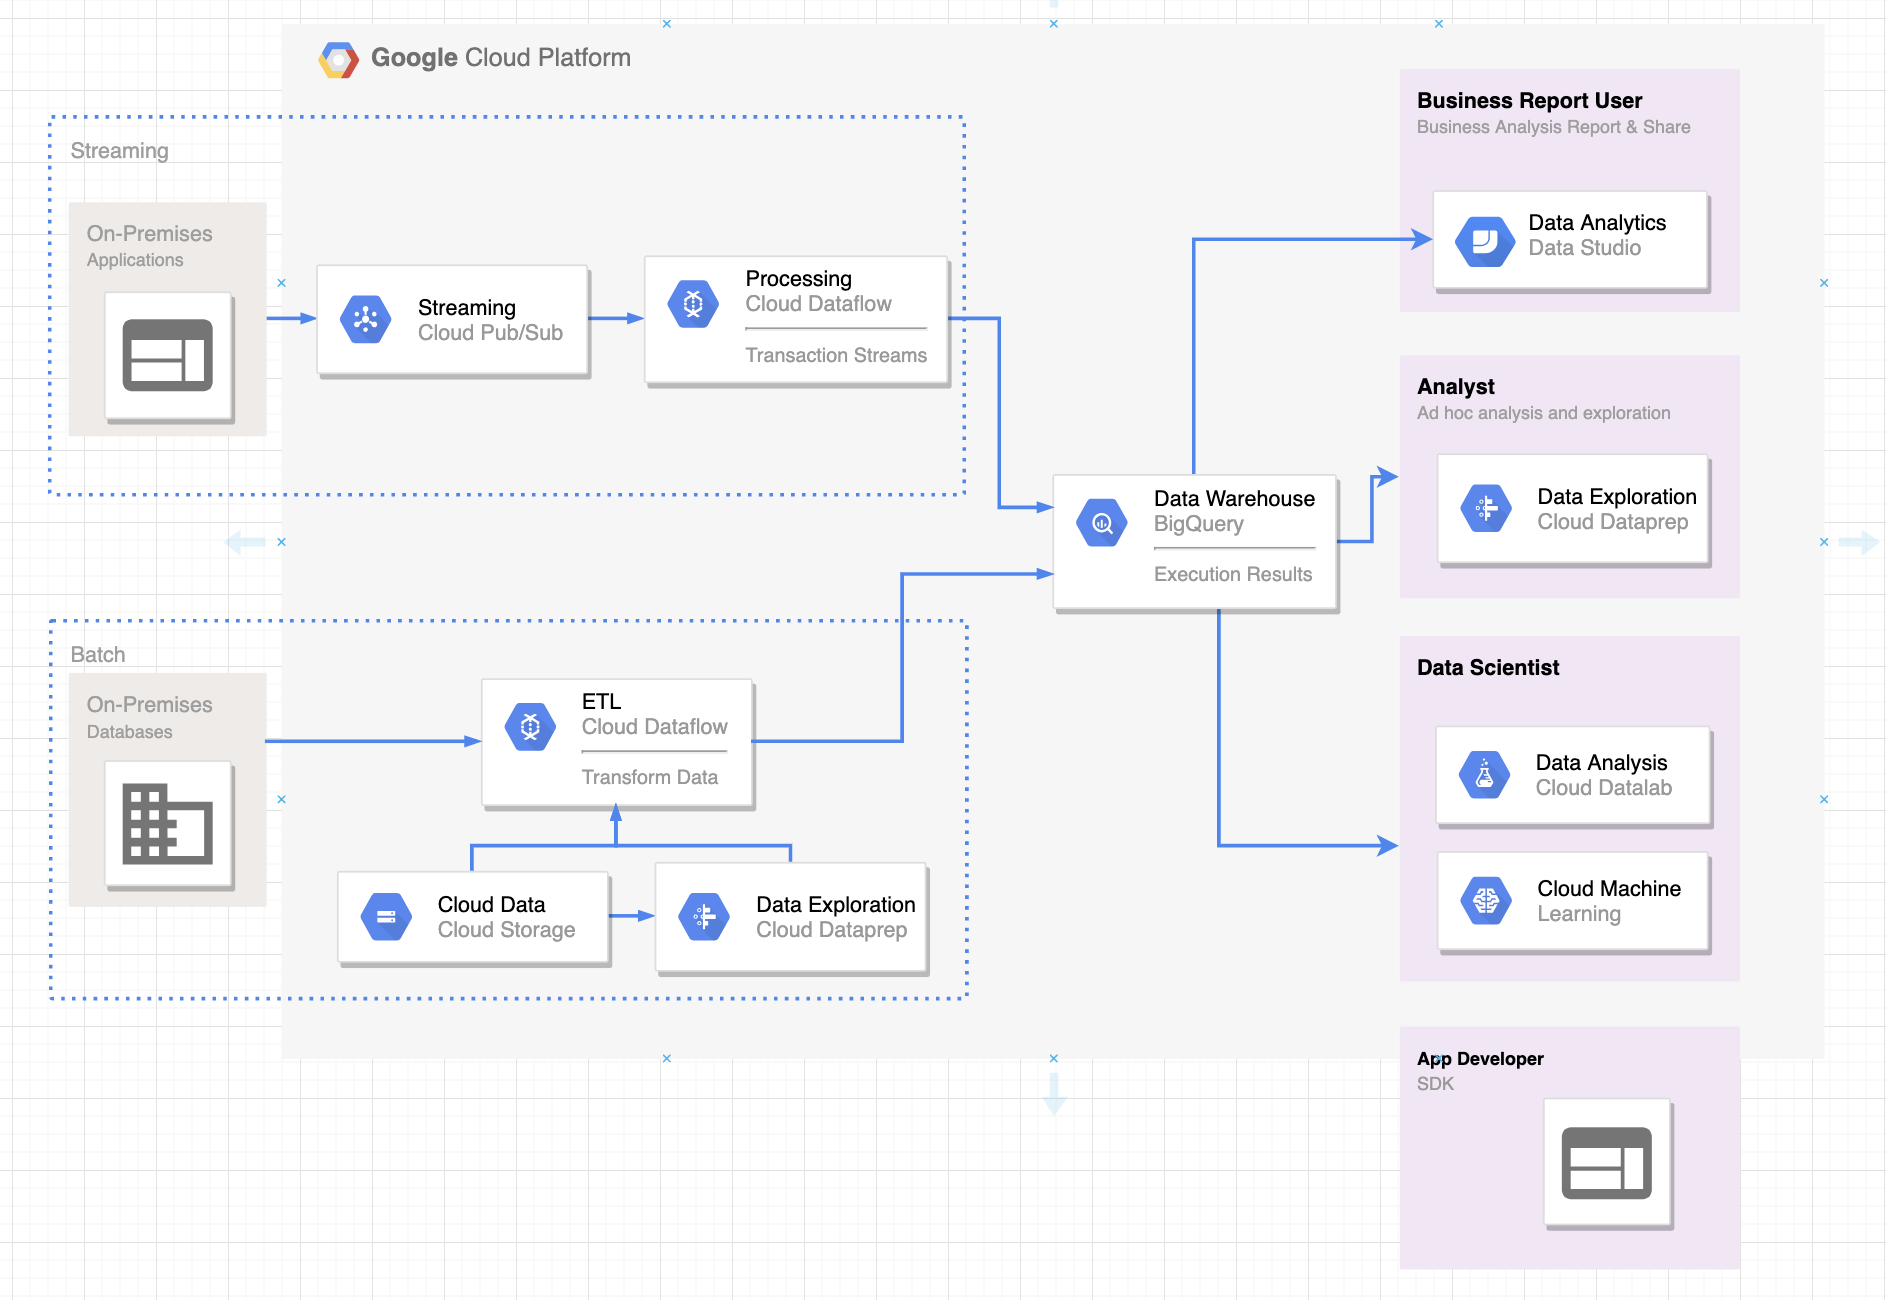 Google Cloud Platform
Streaming
On-Premises
Applications
Streaming
Cloud Pub/Sub
Processing
Cloud Dataflow
Transaction Streams
Batch
On-Premises
Databases
ETL
Cloud Dataflow
Transform Data
Cloud Data
Cloud Storage
Data Exploration
Cloud Dataprep
Data Warehouse
BigQuery
Execution Results
Business Report User
Business Analysis Report & Share
Data Analytics
Data Studio
Analyst
Ad hoc analysis and exploration
Data Exploration
Cloud Dataprep
Data Scientist
Data Analysis
Cloud Datalab
Cloud Machine
Learning
App Developer
SDK